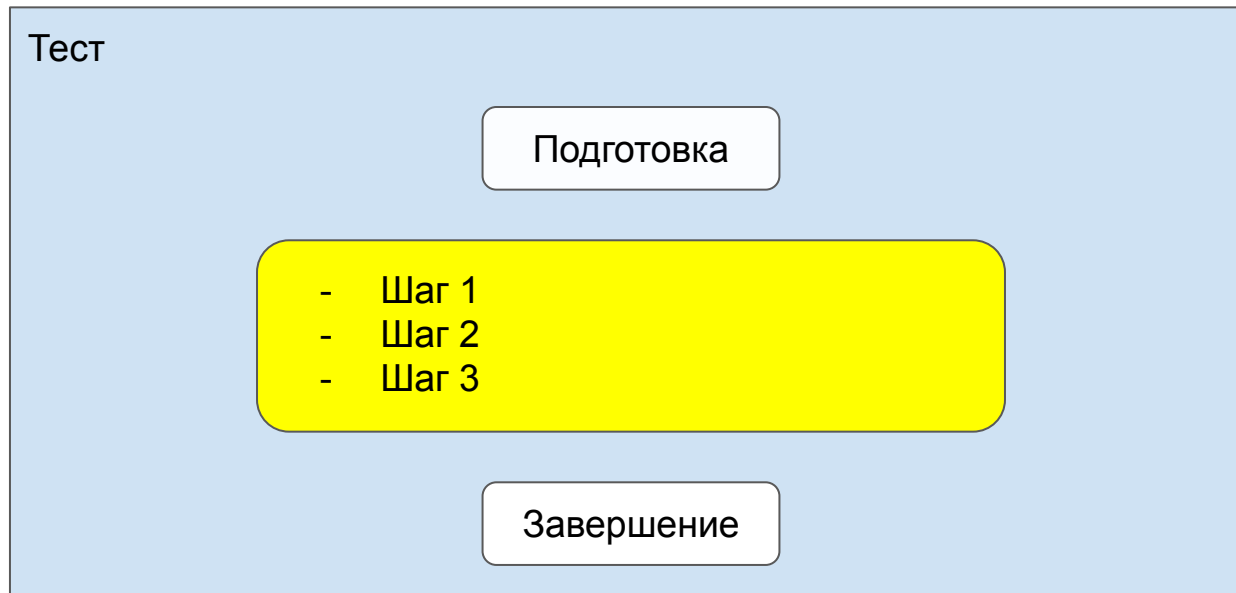 Тест
Подготовка
- Шаг 1
- Шаг 2
- Шаг 3
Завершение